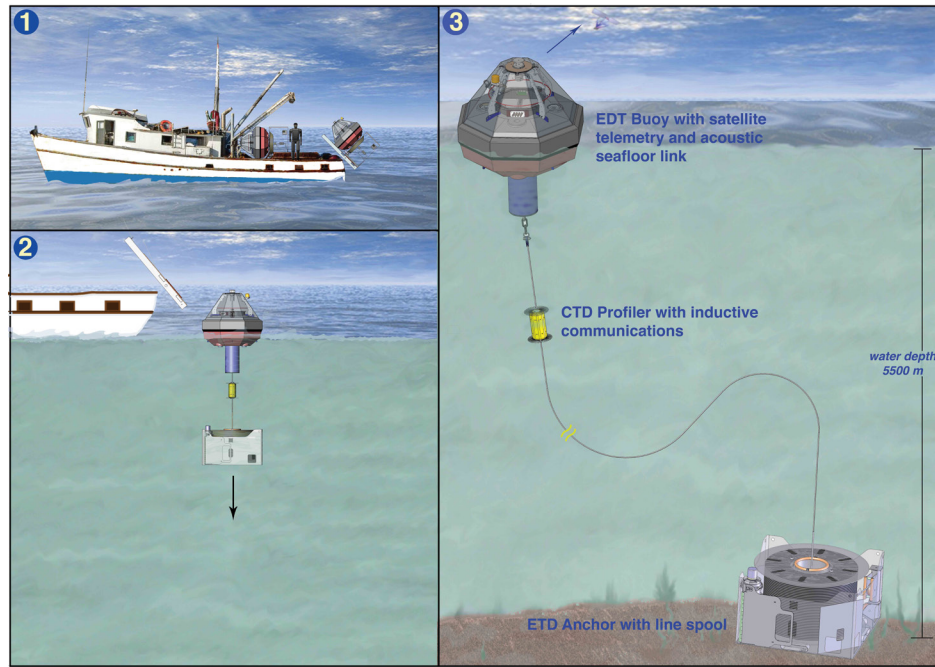 1
2
3
EDT Buoy with satellite
telemetry and acoustic
seafloor link
CTD Profiler with inductive
communications
water depth
5500 m
ETD Anchor with line spool